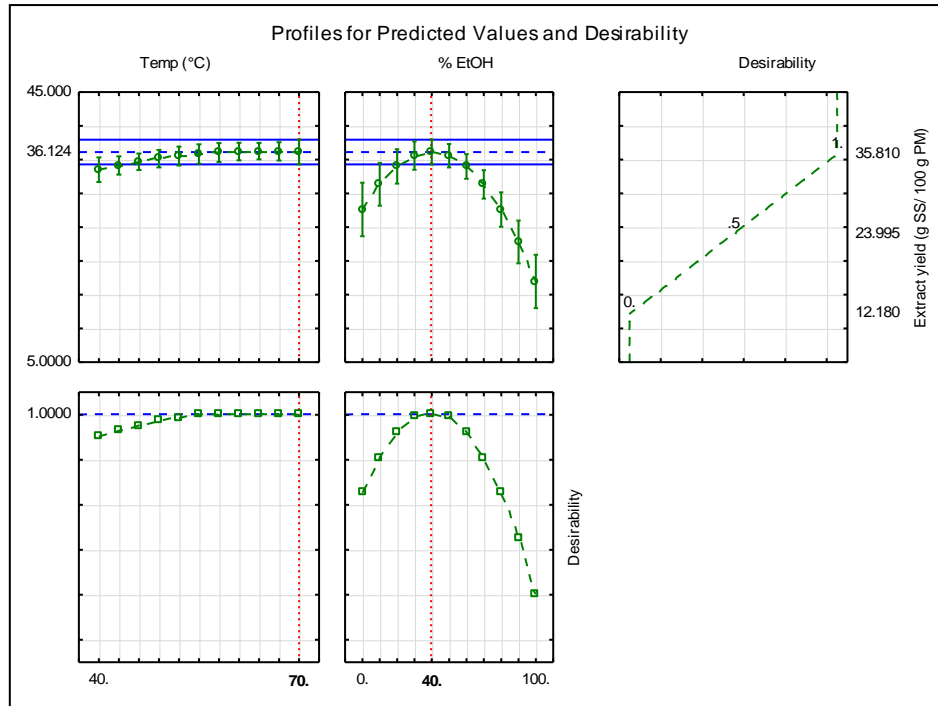 Profiles for Predicted Values and Desirability
Temp (°C)
% EtOH
Desirability
45.000
36.124
5.0000
1.
.5
0.
35.810
23.995
12.180
Extract yield (g SS/ 100 g PM)
1.0000
Desirability
40.
70.
0.
40.
100.